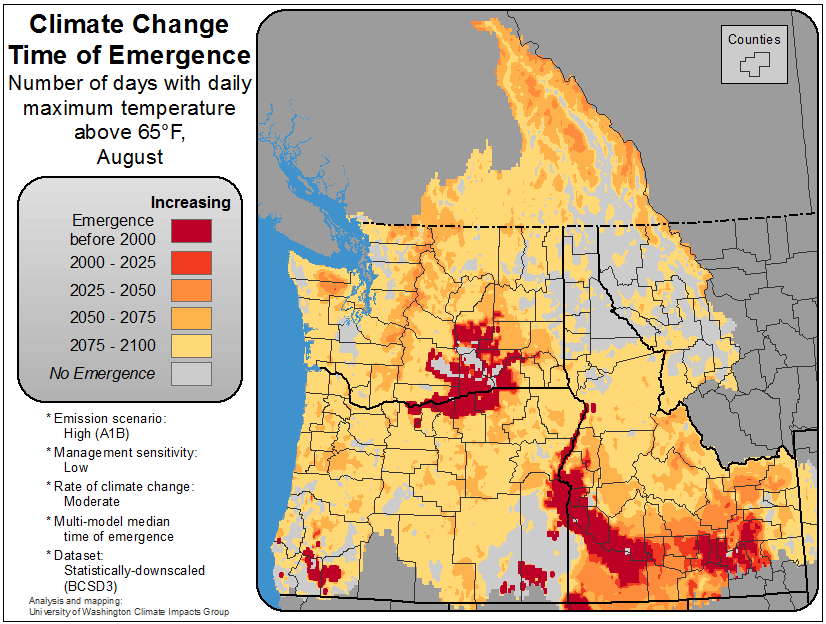 Climate Change
Time of Emergence
Number of days with daily
maximum temperature
above 65°F,
August
Increasing
Emergence
before 2000
2000 - 2025
2025 - 2050
2050 - 2075
2075 - 2100
No Emergence
* Emission scenario:
High (A1B)
* Management sensitivity:
Low
* Rate of climate change:
Moderate
* Multi-model median
time of emergence
* Dataset:
Statistically-downscaled
(BCSD3)
Analysis and mapping:
University of Washington Climate Impacts Group
Counties